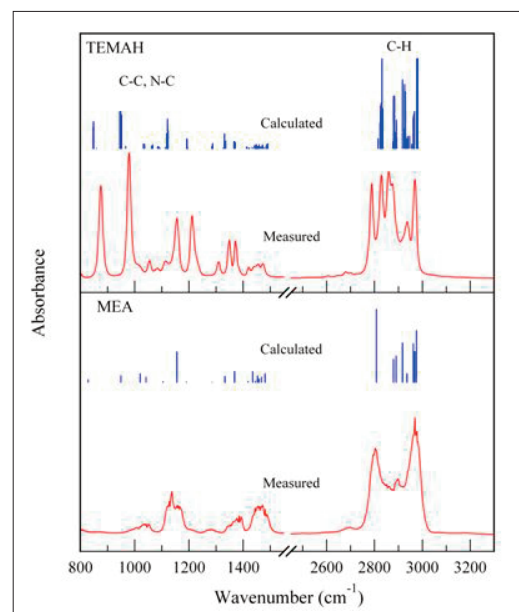 TEMAH
C-H
C-C, N-C
Calculated
Measured
Absorbance
MEA
Calculated
Measured
800 1000 1200 1400 2600 2800 3000 3200
Wavenumber (cm⁻¹)